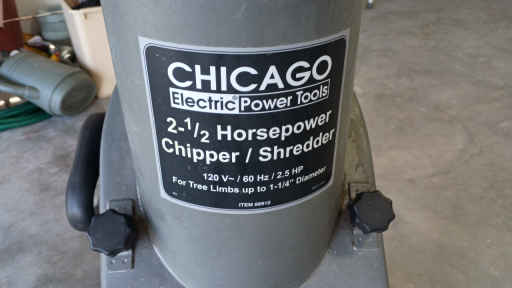 CHICAGO
Electric Power Tools
2-1/2 Horsepower
Chipper / Shredder
120 V~ / 60 Hz / 2.5 HP
For Tree Limbs up to 1-1/4" Diameter